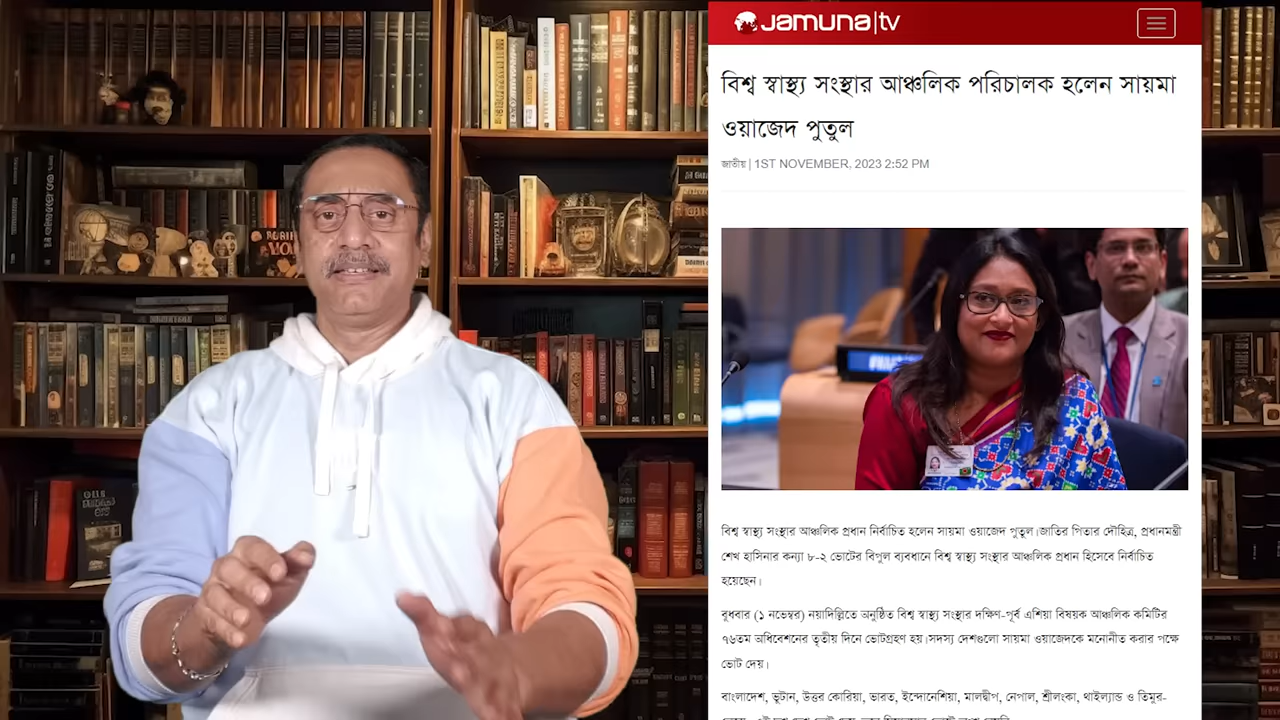 Jamuna|tv
বিশ্ব স্বাস্থ্য সংস্থার আঞ্চলিক পরিচালক হলেন সায়মা
ওয়াজেদ পুতুল
জাতীয় | 1ST NOVEMBER, 2023 2:52 PM
বিশ্ব স্বাস্থ্য সংস্থার আঞ্চলিক প্রধান নির্বাচিত হলেন সায়মা ওয়াজেদ পুতুল।জাতির পিতার দৌহিত্র, প্রধানমন্ত্রী
শেখ হাসিনার কন্যা ৮-২ ভোটের বিপুল ব্যবধানে বিশ্ব স্বাস্থ্য সংস্থার আঞ্চলিক প্রধান হিসেবে নির্বাচিত
হয়েছেন।
বুধবার (১ নভেম্বর) নয়াদিল্লিতে অনুষ্ঠিত বিশ্ব স্বাস্থ্য সংস্থার দক্ষিণ-পূর্ব এশিয়া বিষয়ক আঞ্চলিক কমিটির
৭৬তম অধিবেশনের তৃতীয় দিনে ভোটগ্রহণ হয়।সদস্য দেশগুলো সায়মা ওয়াজেদকে মনোনীত করার পক্ষে
ভোট দেয়।
বাংলাদেশ, ভুটান, উত্তর কোরিয়া, ভারত, ইন্দোনেশিয়া, মালদ্বীপ, নেপাল, শ্রীলংকা, থাইল্যান্ড ও তিমুর-